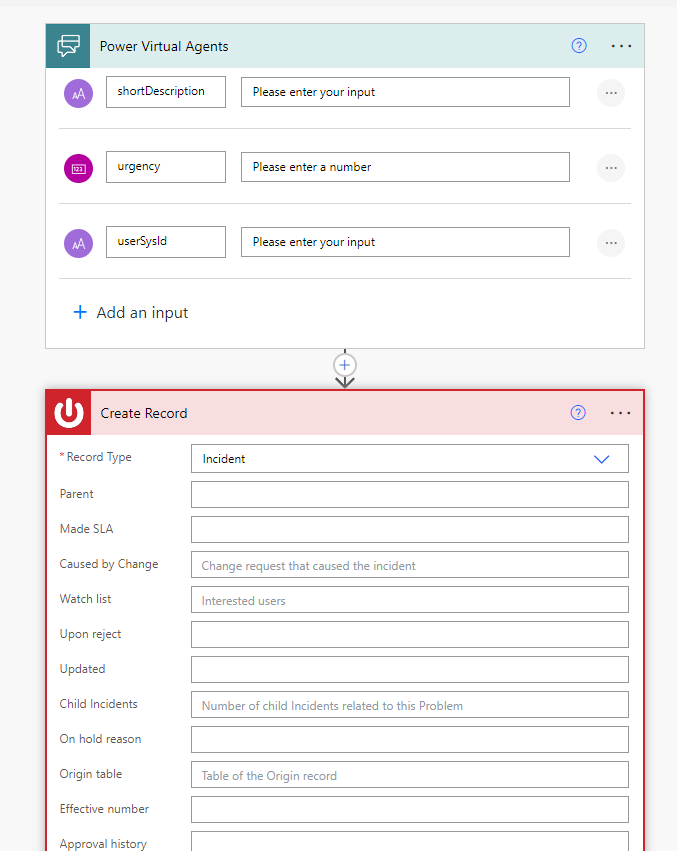 Power Virtual Agents
shortDescription Please enter your input
urgency Please enter a number
userSysId Please enter your input
Add an input
Create Record
* Record Type Incident
Parent
Made SLA
Caused by Change Change request that caused the incident
Watch list Interested users
Upon reject
Updated
Child Incidents Number of child Incidents related to this Problem
On hold reason
Origin table Table of the Origin record
Effective number
Approval history